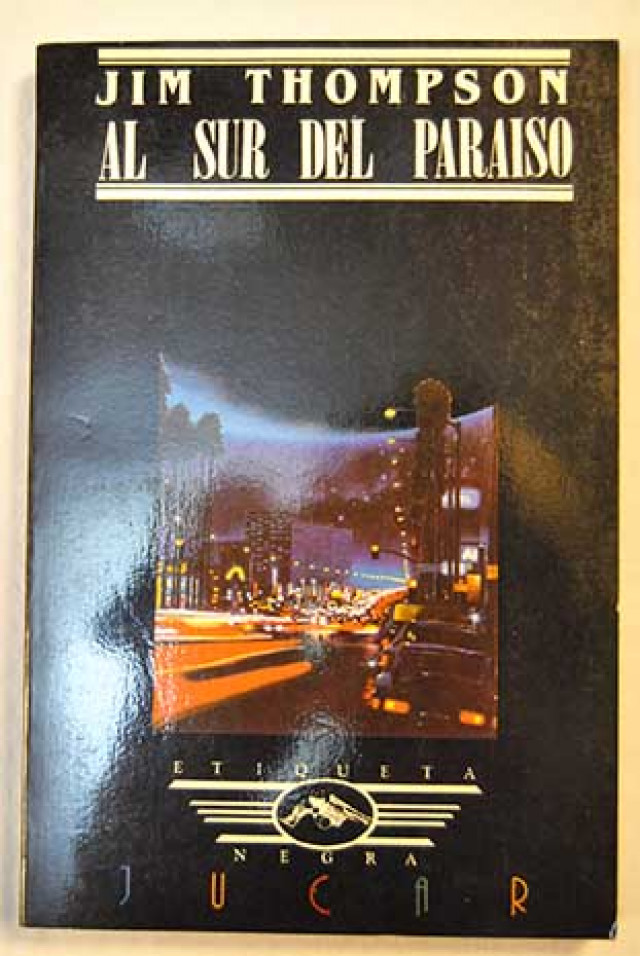 JIM THOMPSON
AL SUR DEL PARAISO
ETIQUETA
NEGRA
JUCAR